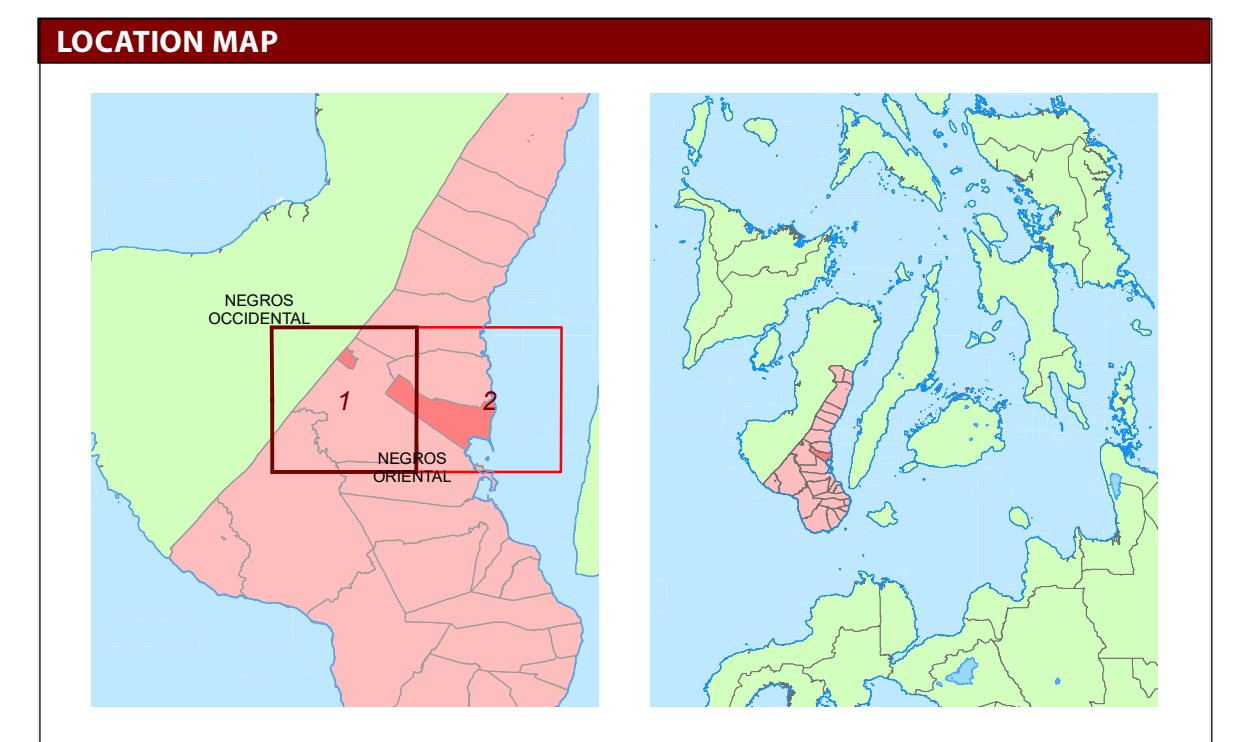 LOCATION MAP
NEGROS
OCCIDENTAL
1
2
NEGROS
ORIENTAL